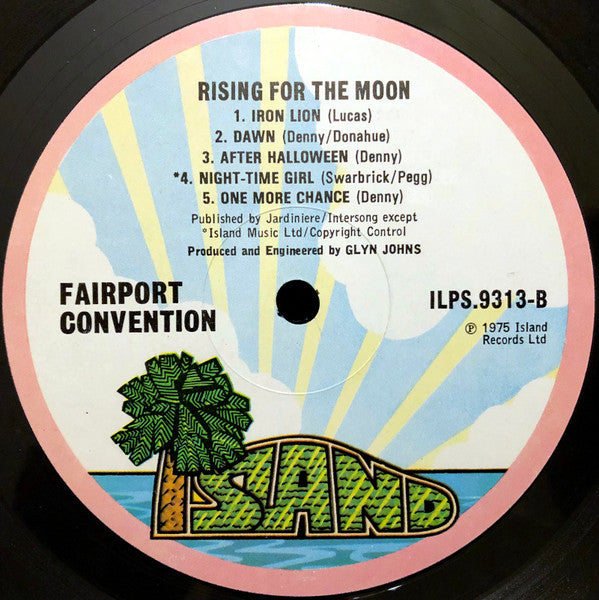 RISING FOR THE MOON
1. IRON LION (Lucas)
2. DAWN (Denny/Donahue)
3. AFTER HALLOWEEN (Denny)
*4. NIGHT-TIME GIRL (Swarbrick/Pegg)
5. ONE MORE CHANCE (Denny)
Published by Jardiniere/Intersong except
*Island Music Ltd/Copyright Control
Produced and Engineered by GLYN JOHNS
FAIRPORT
CONVENTION
ILPS.9313-B
℗ 1975 Island
Records Ltd
ISLAND